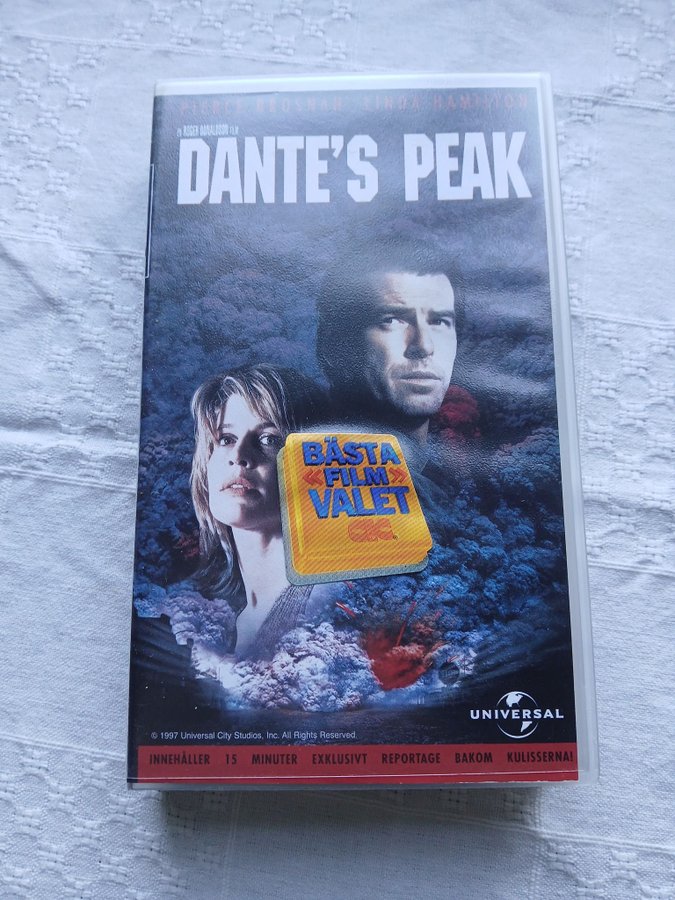 PIERCE BROSNAN LINDA HAMILTON
EN ROGER DONALDSON FILM
DANTE'S PEAK
BÄSTA
«FILM»
VALET
CIC®
UNIVERSAL
© 1997 Universal City Studios, Inc. All Rights Reserved.
INNEHÅLLER 15 MINUTER EXKLUSIVT REPORTAGE BAKOM KULISSERNA!